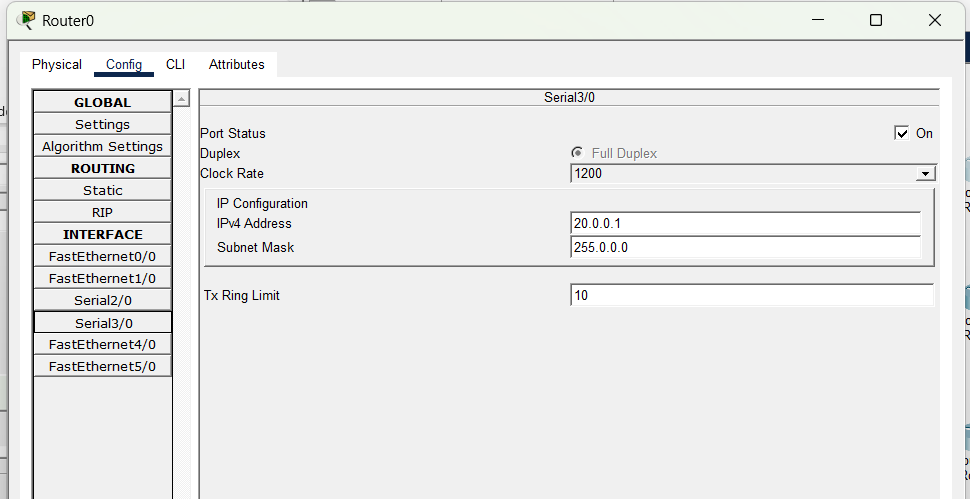 Router0
Physical Config CLI Attributes
GLOBAL
Settings
Algorithm Settings
ROUTING
Static
RIP
INTERFACE
FastEthernet0/0
FastEthernet1/0
Serial2/0
Serial3/0
FastEthernet4/0
FastEthernet5/0
Serial3/0
Port Status On
Duplex Full Duplex
Clock Rate 1200
IP Configuration
IPv4 Address 20.0.0.1
Subnet Mask 255.0.0.0
Tx Ring Limit 10